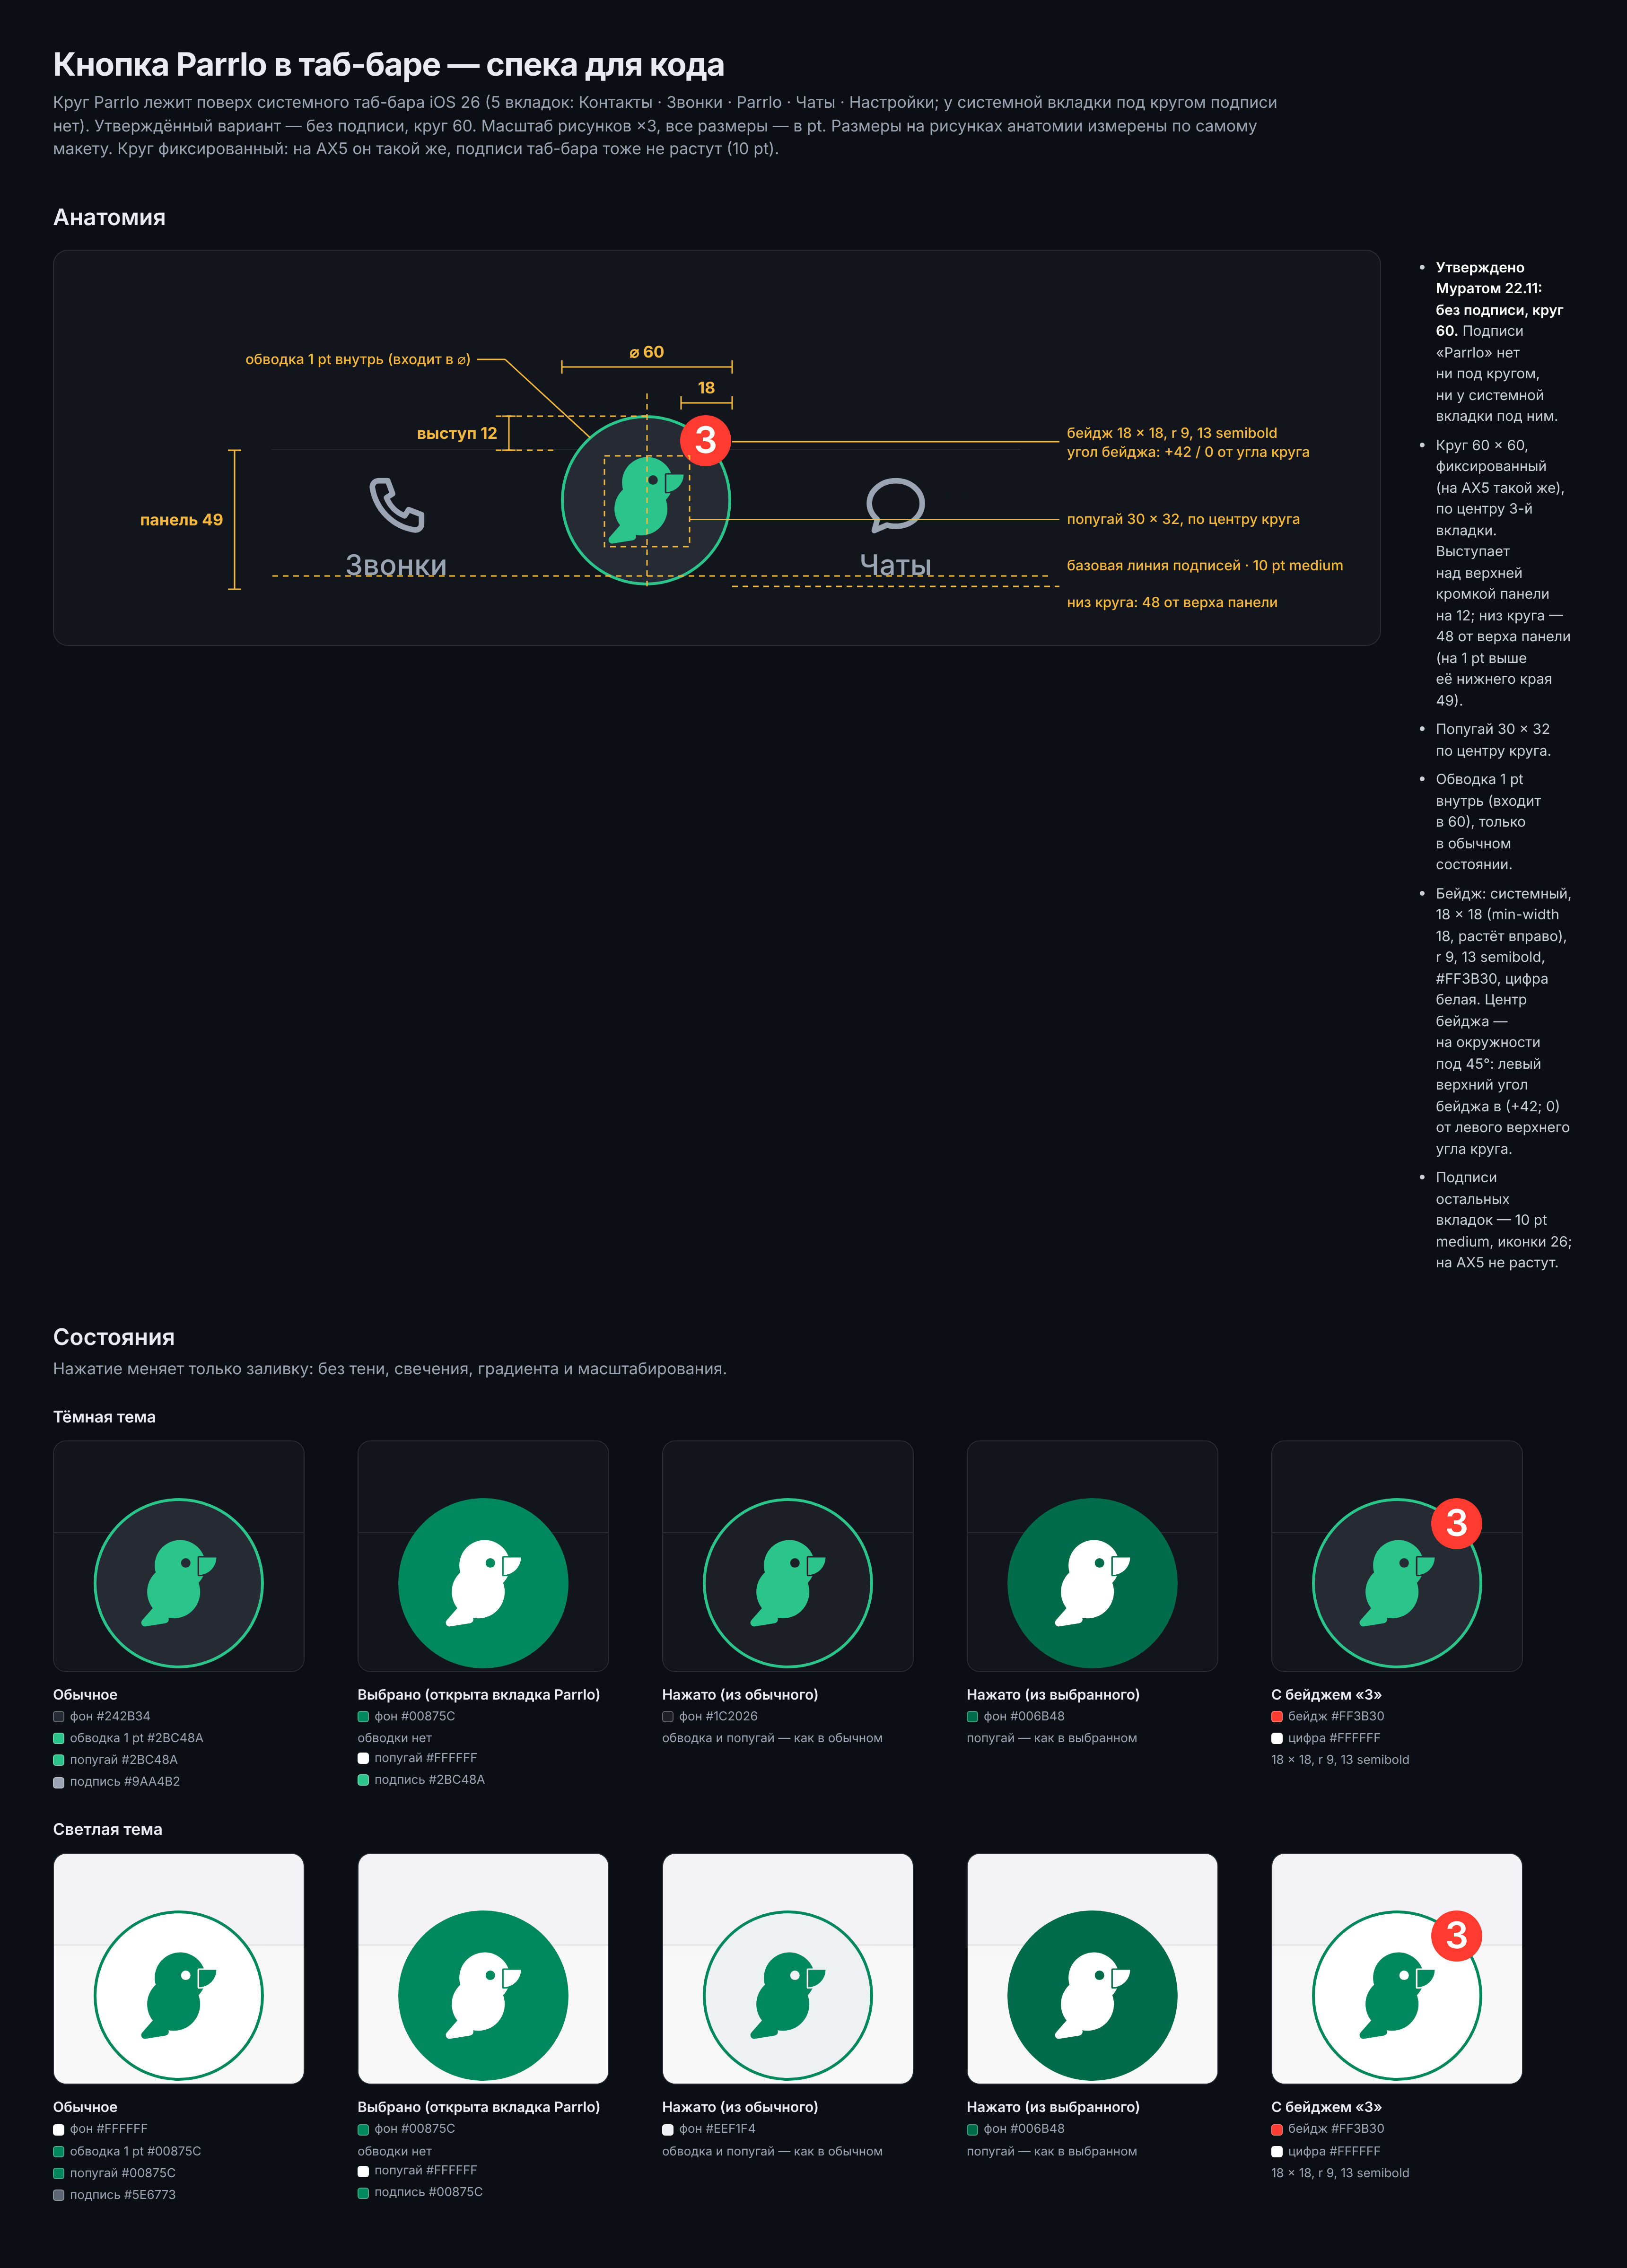 Кнопка Parrlo в таб-баре — спека для кода
Круг Parrlo лежит поверх системного таб-бара iOS 26 (5 вкладок: Контакты · Звонки · Parrlo · Чаты · Настройки; у системной вкладки под кругом подписи
нет). Утверждённый вариант — без подписи, круг 60. Масштаб рисунков ×3, все размеры — в pt. Размеры на рисунках анатомии измерены по самому
макету. Круг фиксированный: на AX5 он такой же, подписи таб-бара тоже не растут (10 pt).
Анатомия
обводка 1 pt внутрь (входит в ⌀)
⌀ 60
18
выступ 12
3
бейдж 18 × 18, r 9, 13 semibold
угол бейджа: +42 / 0 от угла круга
панель 49
попугай 30 × 32, по центру круга
Звонки
Чаты
базовая линия подписей · 10 pt medium
низ круга: 48 от верха панели
• Утверждено
Муратом 22.11:
без подписи, круг
60. Подписи
«Parrlo» нет
ни под кругом,
ни у системной
вкладки под ним.
• Круг 60 × 60,
фиксированный
(на AX5 такой же),
по центру 3-й
вкладки.
Выступает
над верхней
кромкой панели
на 12; низ круга —
48 от верха панели
(на 1 pt выше
её нижнего края
49).
• Попугай 30 × 32
по центру круга.
• Обводка 1 pt
внутрь (входит
в 60), только
в обычном
состоянии.
• Бейдж: системный,
18 × 18 (min-width
18, растёт вправо),
r 9, 13 semibold,
#FF3B30, цифра
белая. Центр
бейджа —
на окружности
под 45°: левый
верхний угол
бейджа в (+42; 0)
от левого верхнего
угла круга.
• Подписи
остальных
вкладок — 10 pt
medium, иконки 26;
на AX5 не растут.
Состояния
Нажатие меняет только заливку: без тени, свечения, градиента и масштабирования.
Тёмная тема
3
Обычное
фон #242B34
обводка 1 pt #2BC48A
попугай #2BC48A
подпись #9AA4B2
Выбрано (открыта вкладка Parrlo)
фон #00875C
обводки нет
попугай #FFFFFF
подпись #2BC48A
Нажато (из обычного)
фон #1C2026
обводка и попугай — как в обычном
Нажато (из выбранного)
фон #006B48
попугай — как в выбранном
С бейджем «3»
бейдж #FF3B30
цифра #FFFFFF
18 × 18, r 9, 13 semibold
Светлая тема
3
Обычное
фон #FFFFFF
обводка 1 pt #00875C
попугай #00875C
подпись #5E6773
Выбрано (открыта вкладка Parrlo)
фон #00875C
обводки нет
попугай #FFFFFF
подпись #00875C
Нажато (из обычного)
фон #EEF1F4
обводка и попугай — как в обычном
Нажато (из выбранного)
фон #006B48
попугай — как в выбранном
С бейджем «3»
бейдж #FF3B30
цифра #FFFFFF
18 × 18, r 9, 13 semibold